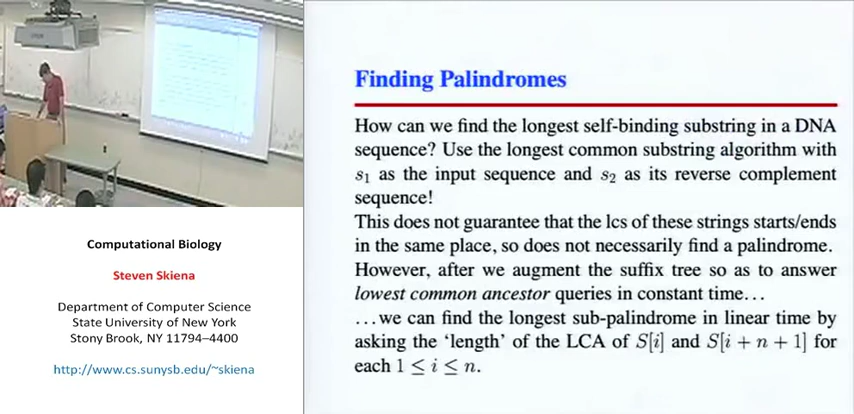 Computational Biology
Steven Skiena
Department of Computer Science
State University of New York
Stony Brook, NY 11794–4400
http://www.cs.sunysb.edu/~skiena
Finding Palindromes
How can we find the longest self-binding substring in a DNA
sequence? Use the longest common substring algorithm with
s1 as the input sequence and s2 as its reverse complement
sequence!
This does not guarantee that the lcs of these strings starts/ends
in the same place, so does not necessarily find a palindrome.
However, after we augment the suffix tree so as to answer
lowest common ancestor queries in constant time...
...we can find the longest sub-palindrome in linear time by
asking the ‘length’ of the LCA of S[i] and S[i + n + 1] for
each 1 ≤ i ≤ n.